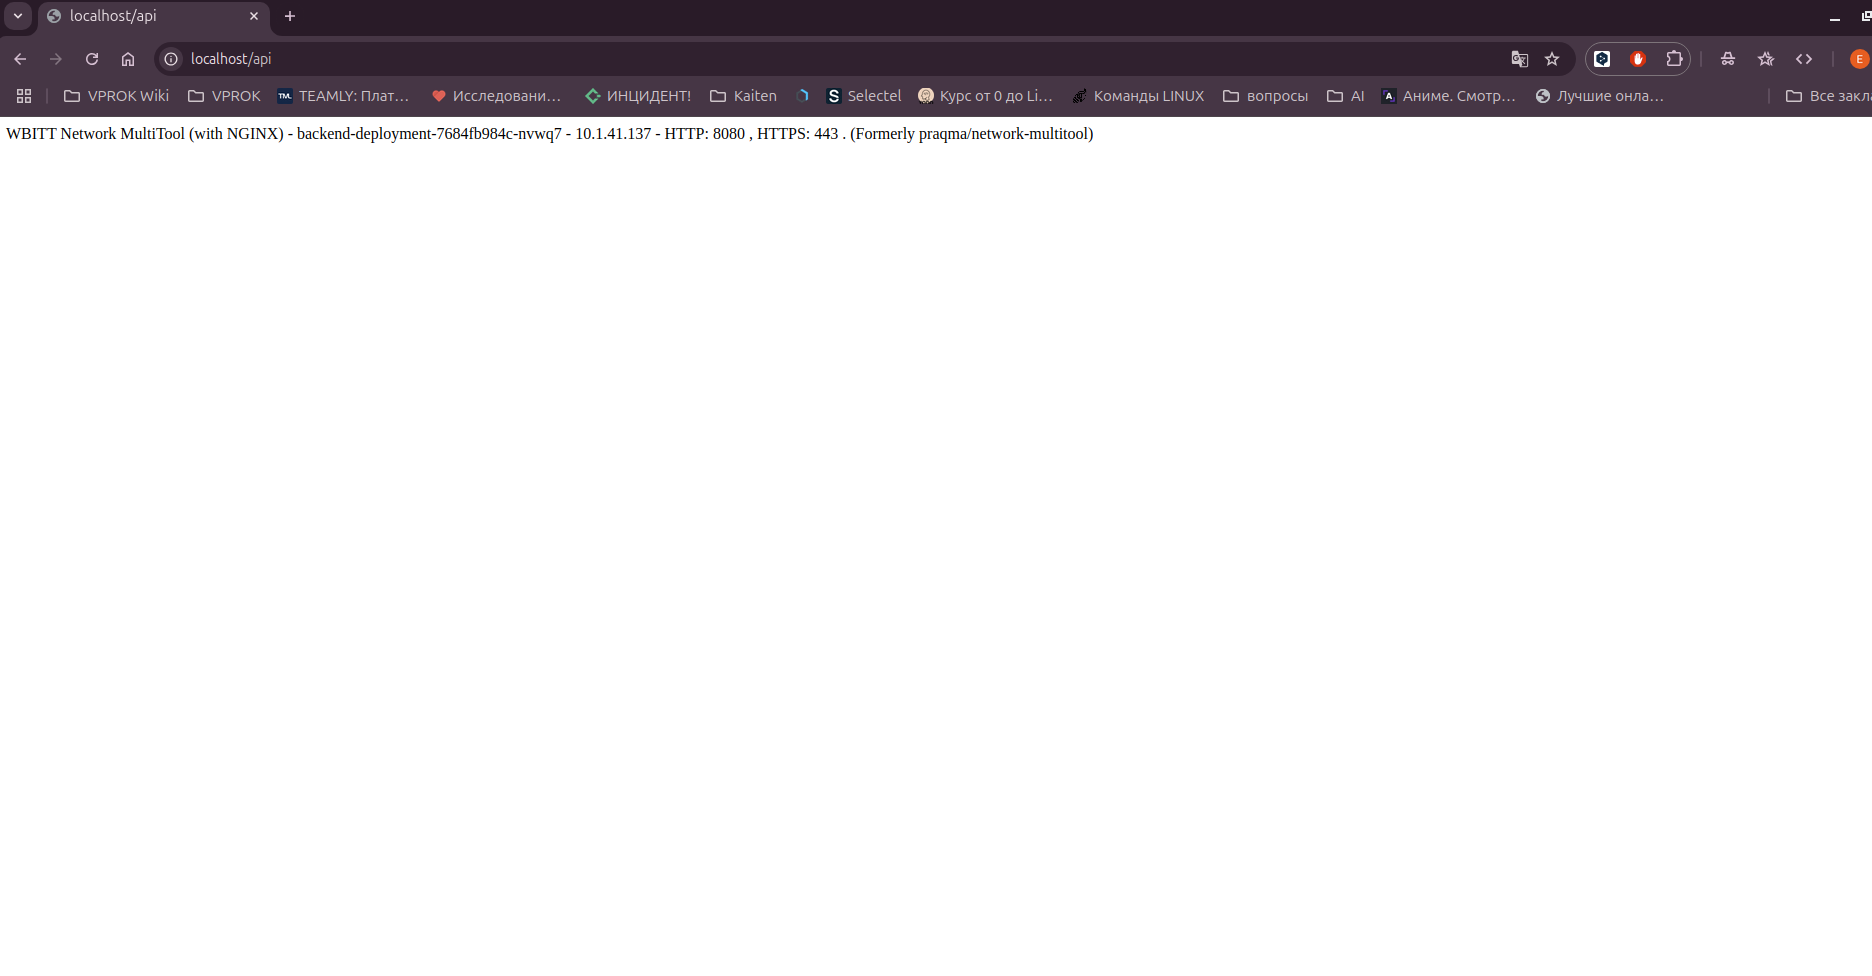 localhost/api
localhost/api
E
VPROK Wiki VPROK TML TEAMLY: Плат... Исследовани... ИНЦИДЕНТ! Kaiten S Selectel Курс от 0 до Li... Команды LINUX вопросы AI A Аниме. Смотр... Лучшие онла... Все закла
WBITT Network MultiTool (with NGINX) - backend-deployment-7684fb984c-nvwq7 - 10.1.41.137 - HTTP: 8080 , HTTPS: 443 . (Formerly praqma/network-multitool)